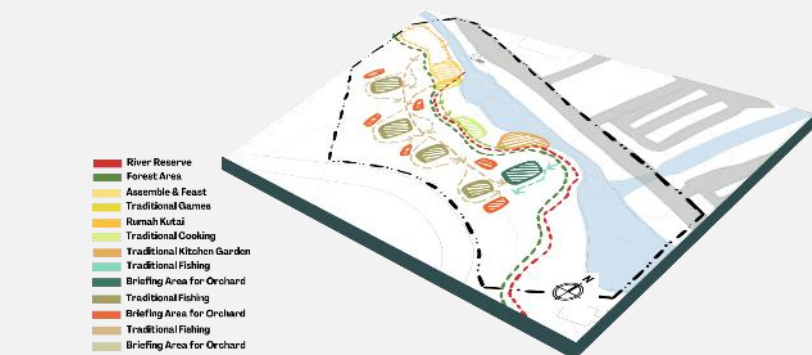 River Reserve
Forest Area
Assemble & Feast
Traditional Games
Rumah Kutai
Traditional Cooking
Traditional Kitchen Garden
Traditional Fishing
Briefing Area for Orchard
Traditional Fishing
Briefing Area for Orchard
Traditional Fishing
Briefing Area for Orchard
N